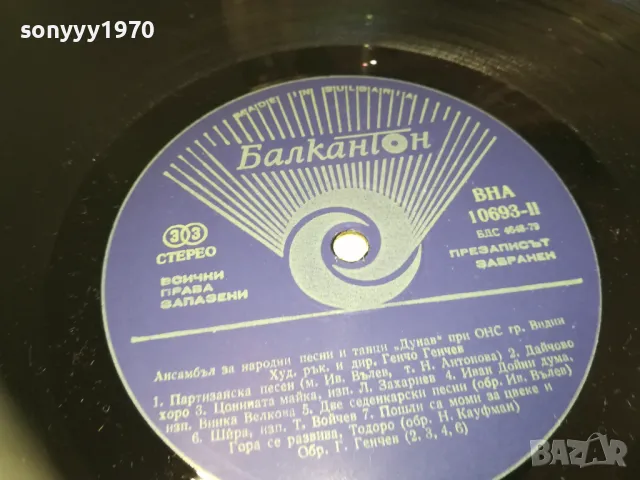 sonyyy1970
MADE IN BULGARIA
Балкантон
33
СТЕРЕО
ВСИЧНИ
ПРАВА
ЗАПАЗЕНИ
ВНА
10693-II
БДС 4648-79
ПРЕЗАПИСЪТ
ЗАБРАНЕН
Ансамбъл за народни песни и танци „Дунав" при ОНС гр. Видин
Худ. рък. и дир. Генчо Генчев
1. Партизанска песен (м. Ив. Вълев, т. Н. Антонова) 2. Дайчово
хоро 3. Цонината майка, изп. Л. Захариев 4. Иван Дойни дума,
изп. Винка Велкова 5. Две седенкарски песни (обр. Ив. Вълев)
6. Шйра, изп. Т. Войчев 7. Пошли са моми за цвеке и
Гора се развива, Тодоро (обр. Н. Кауфман)
Обр. Г. Генчев (2, 3, 4, 6)
BAZAR